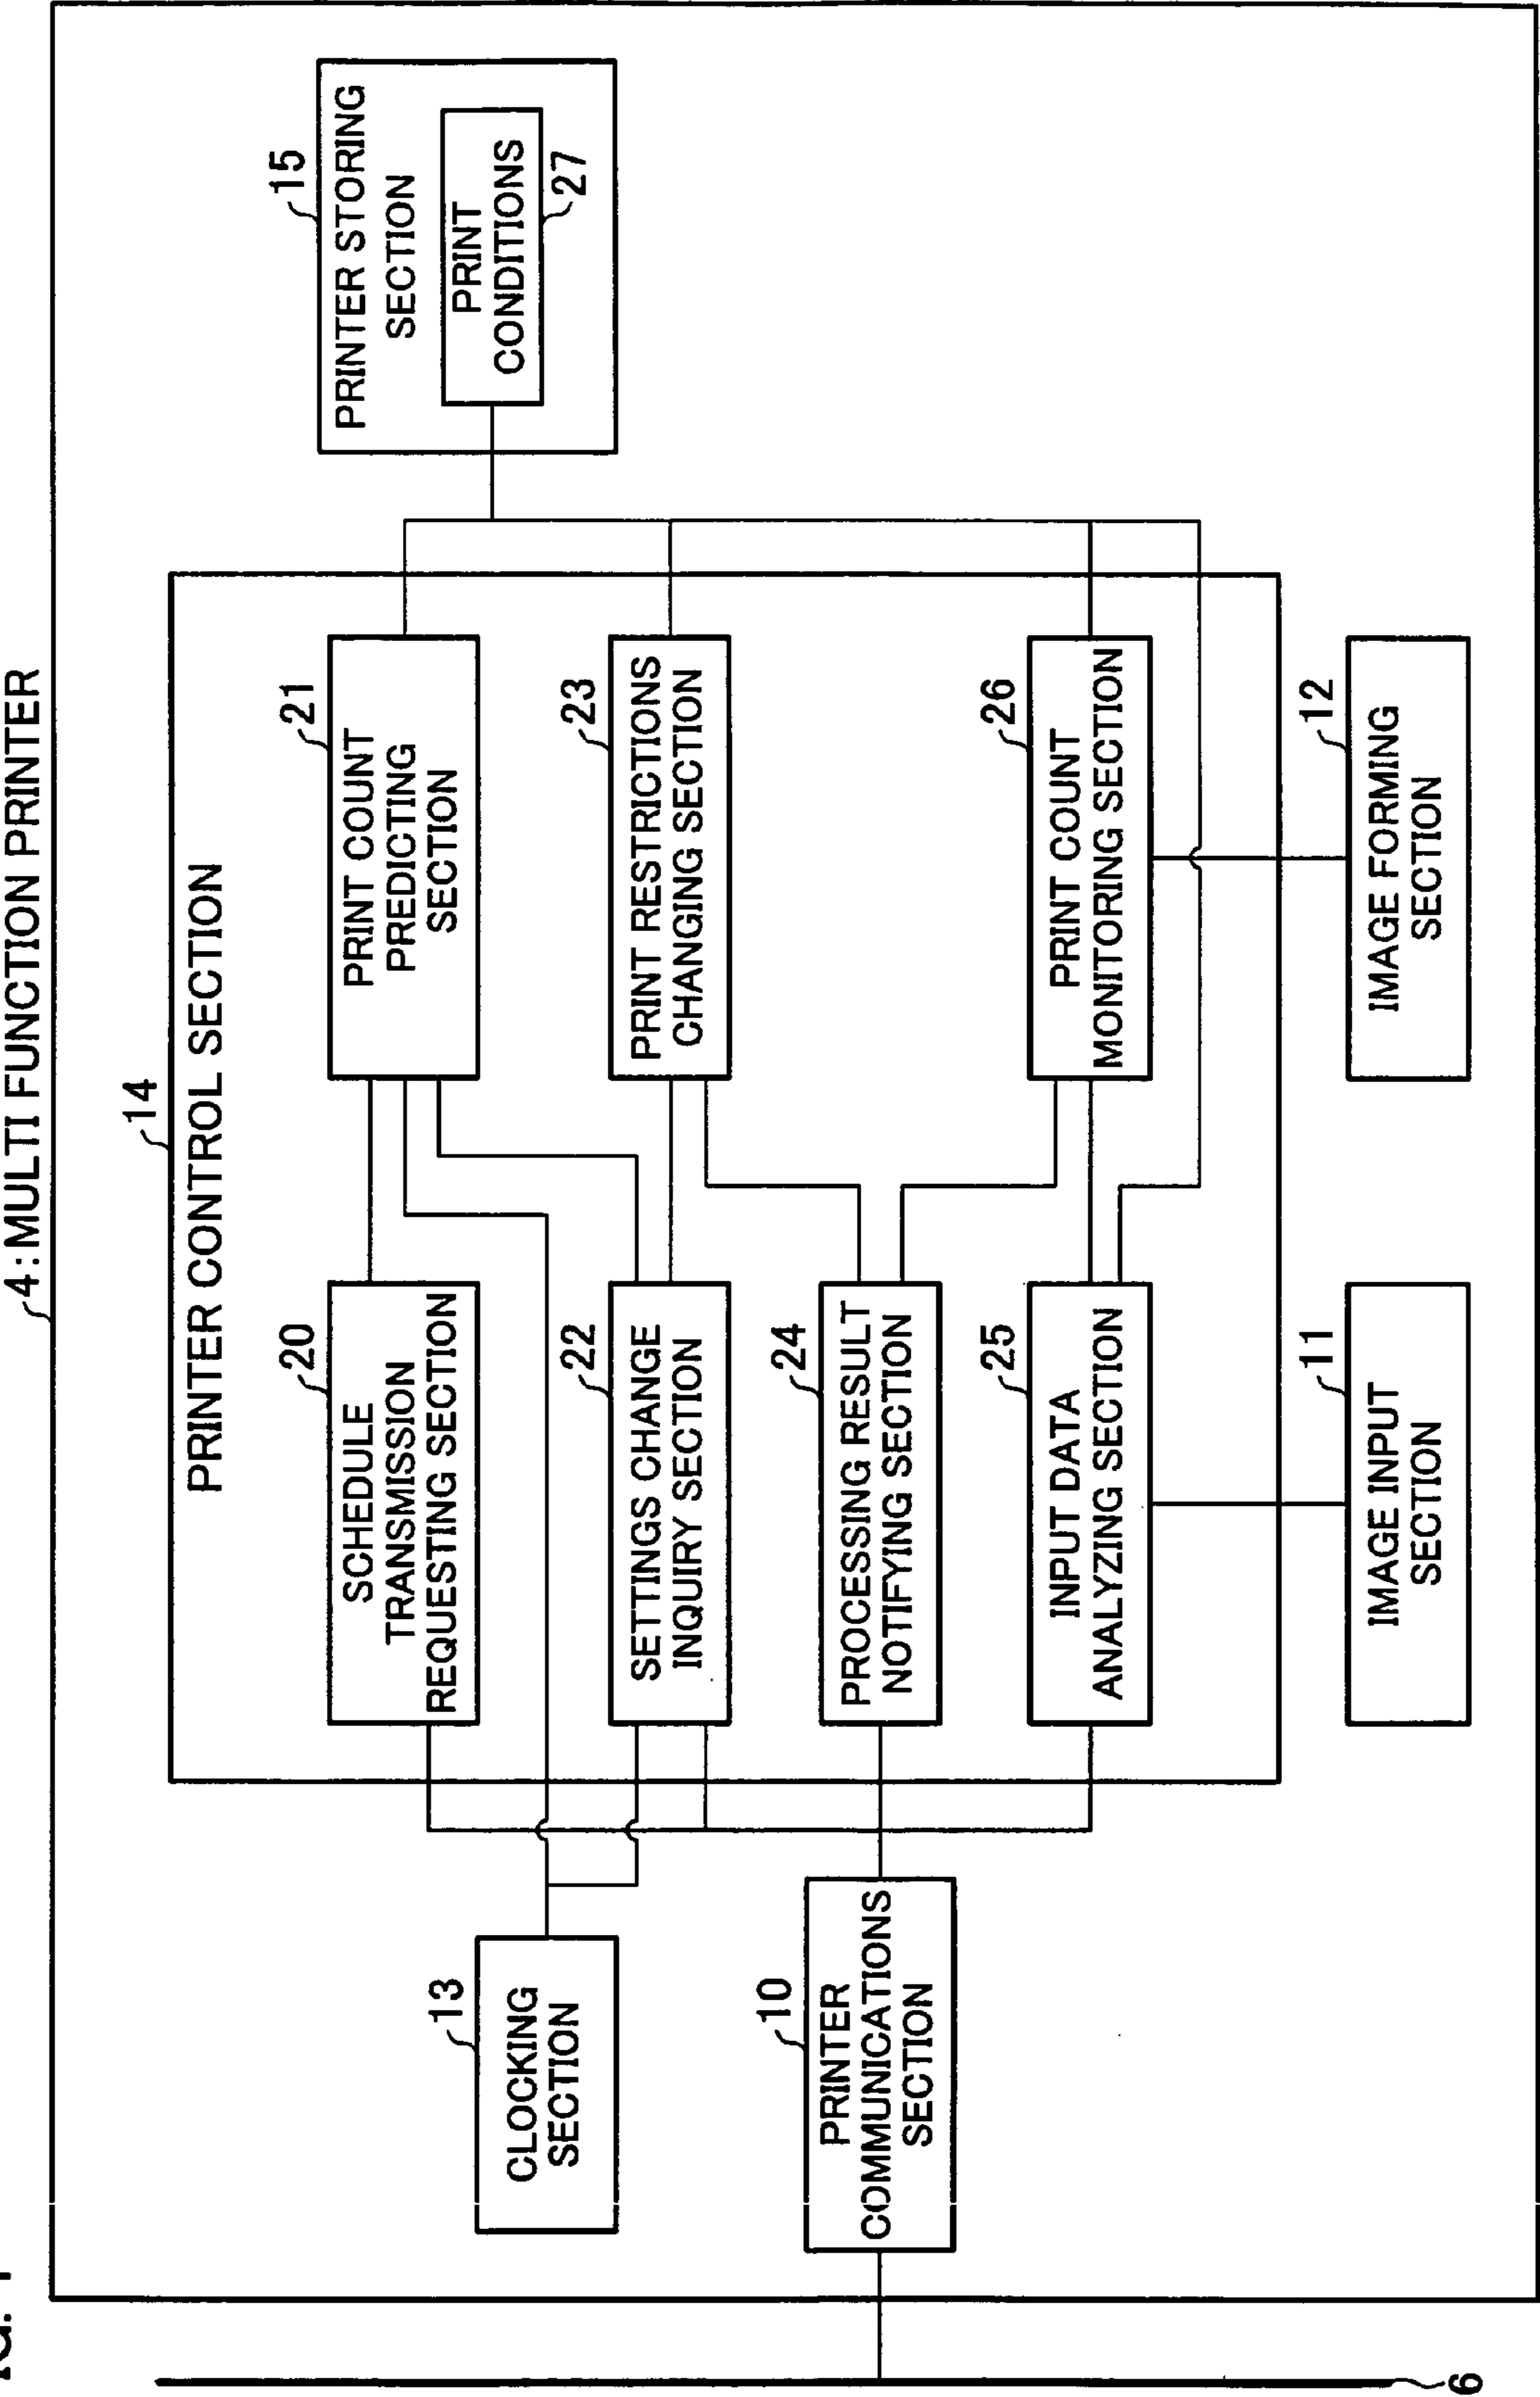 4:MULTI FUNCTION PRINTER
14
PRINTER CONTROL SECTION
13
CLOCKING
SECTION
10
PRINTER
COMMUNICATIONS
SECTION
20
SCHEDULE
TRANSMISSION
REQUESTING SECTION
21
PRINT COUNT
PREDICTING
SECTION
22
SETTINGS CHANGE
INQUIRY SECTION
23
PRINT RESTRICTIONS
CHANGING SECTION
24
PROCESSING RESULT
NOTIFYING SECTION
25
INPUT DATA
ANALYZING SECTION
26
PRINT COUNT
MONITORING SECTION
15
PRINTER STORING
SECTION
PRINT
CONDITIONS
27
11
IMAGE INPUT
SECTION
12
IMAGE FORMING
SECTION
6